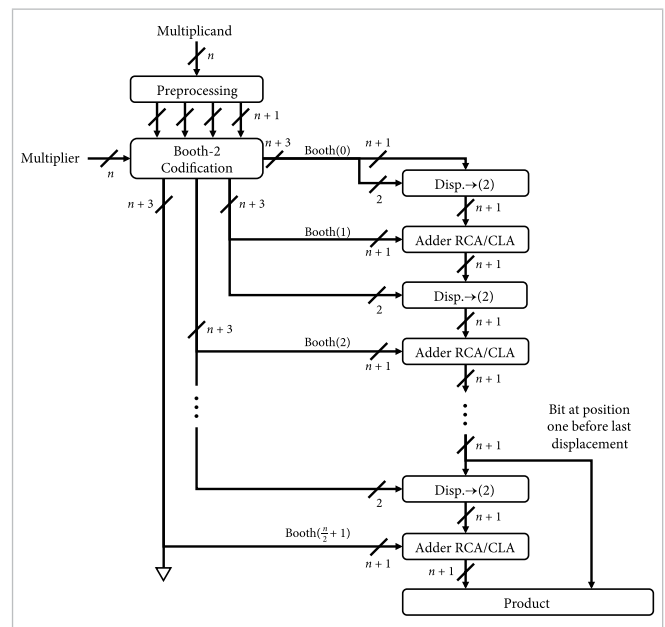 Multiplicand
n
Preprocessing
n + 1
Multiplier
n
Booth-2
Codification
n + 3
Booth(0)
n + 1
2
Disp.→(2)
n + 1
n + 3
n + 3
Booth(1)
n + 1
Adder RCA/CLA
n + 1
2
Disp.→(2)
n + 1
n + 3
Booth(2)
n + 1
Adder RCA/CLA
n + 1
Bit at position
one before last
displacement
n + 1
2
Disp.→(2)
n + 1
Booth(n/2 + 1)
n + 1
Adder RCA/CLA
n + 1
Product